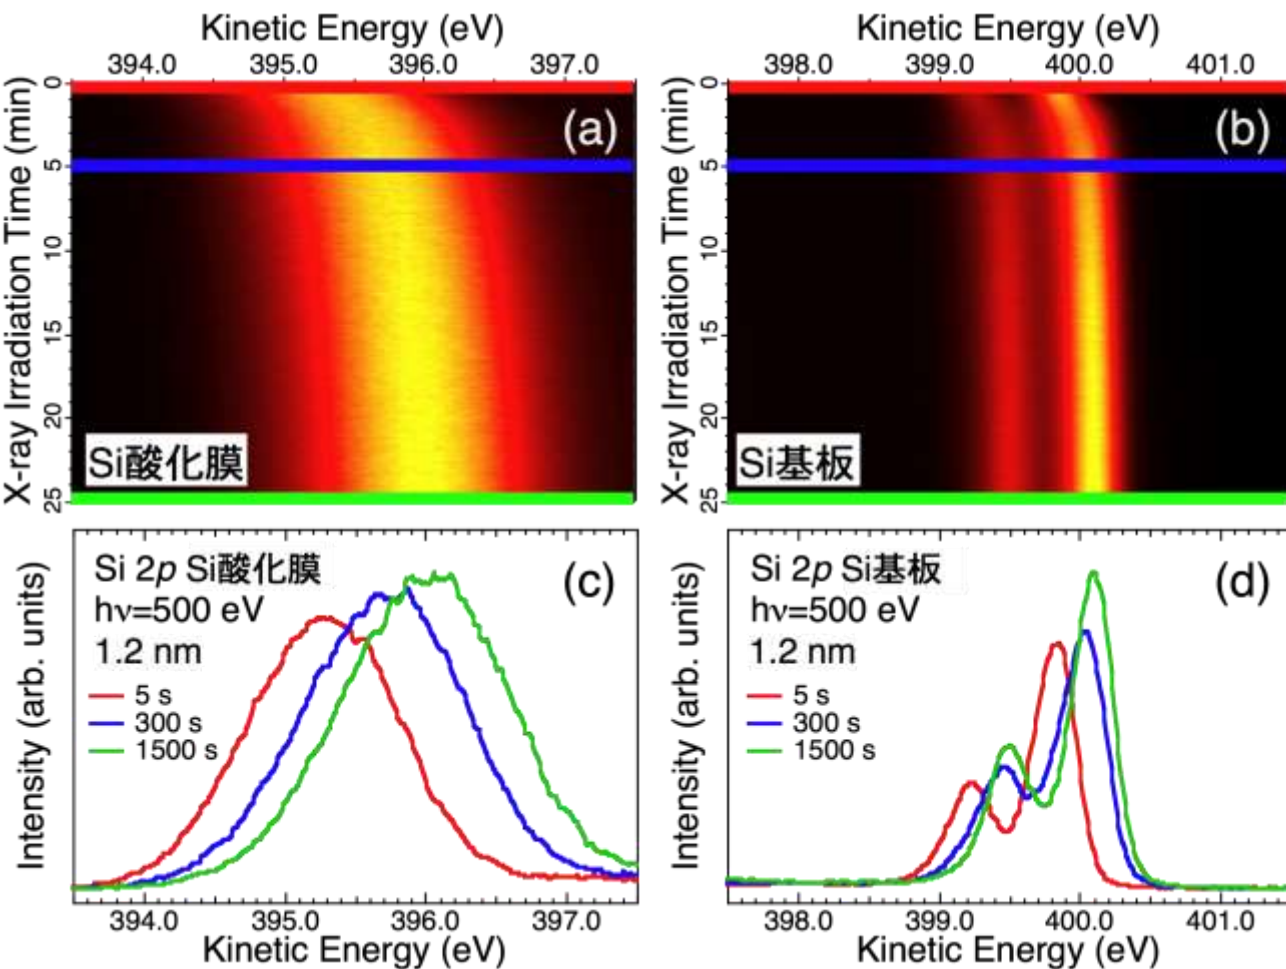 Kinetic Energy (eV)
394.0 395.0 396.0 397.0
X-ray Irradiation Time (min)
0
5
10
15
20
25
(a)
Si酸化膜
Kinetic Energy (eV)
398.0 399.0 400.0 401.0
X-ray Irradiation Time (min)
0
5
10
15
20
25
(b)
Si基板
Intensity (arb. units)
Si 2p Si酸化膜
(c)
hν=500 eV
1.2 nm
5 s
300 s
1500 s
394.0 395.0 396.0 397.0
Kinetic Energy (eV)
Intensity (arb. units)
Si 2p Si基板
(d)
hν=500 eV
1.2 nm
5 s
300 s
1500 s
398.0 399.0 400.0 401.0
Kinetic Energy (eV)